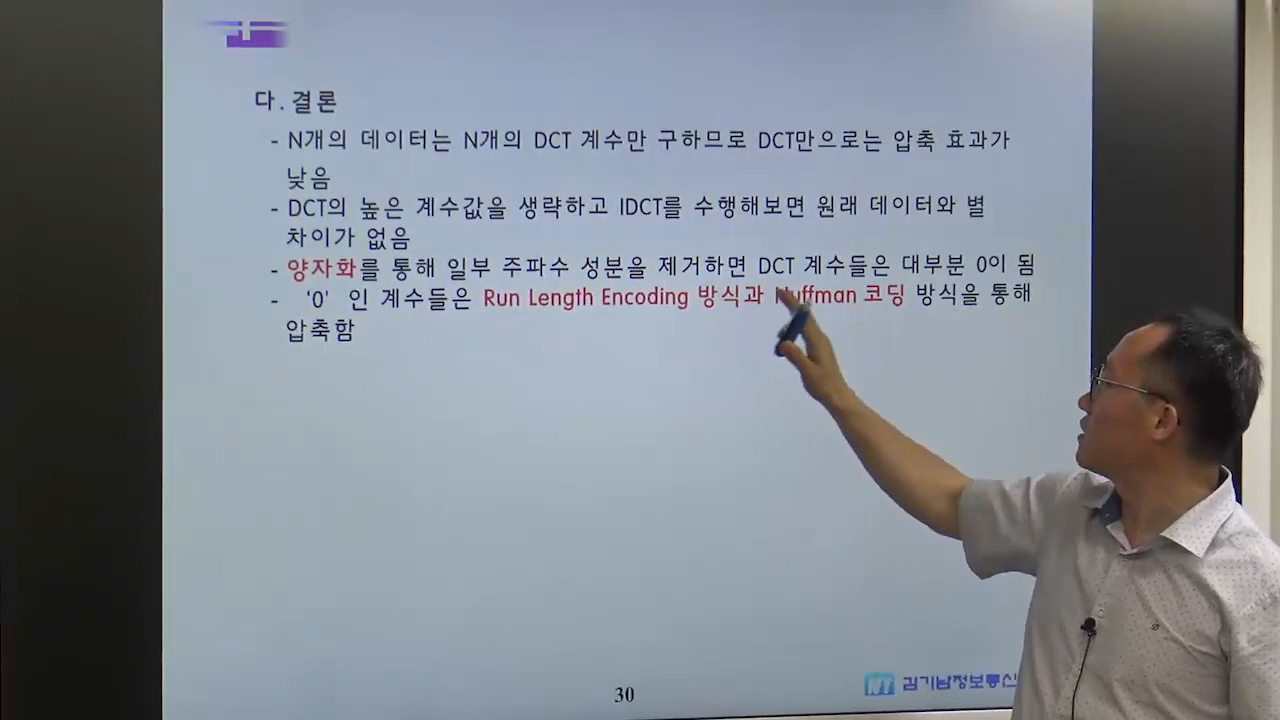 다. 결론
- N개의 데이터는 N개의 DCT 계수만 구하므로 DCT만으로는 압축 효과가
낮음
- DCT의 높은 계수값을 생략하고 IDCT를 수행해보면 원래 데이터와 별
차이가 없음
- 양자화를 통해 일부 주파수 성분을 제거하면 DCT 계수들은 대부분 0이 됨
- '0' 인 계수들은 Run Length Encoding 방식과 Huffman 코딩 방식을 통해
압축함
30
NY 김기남정보통신